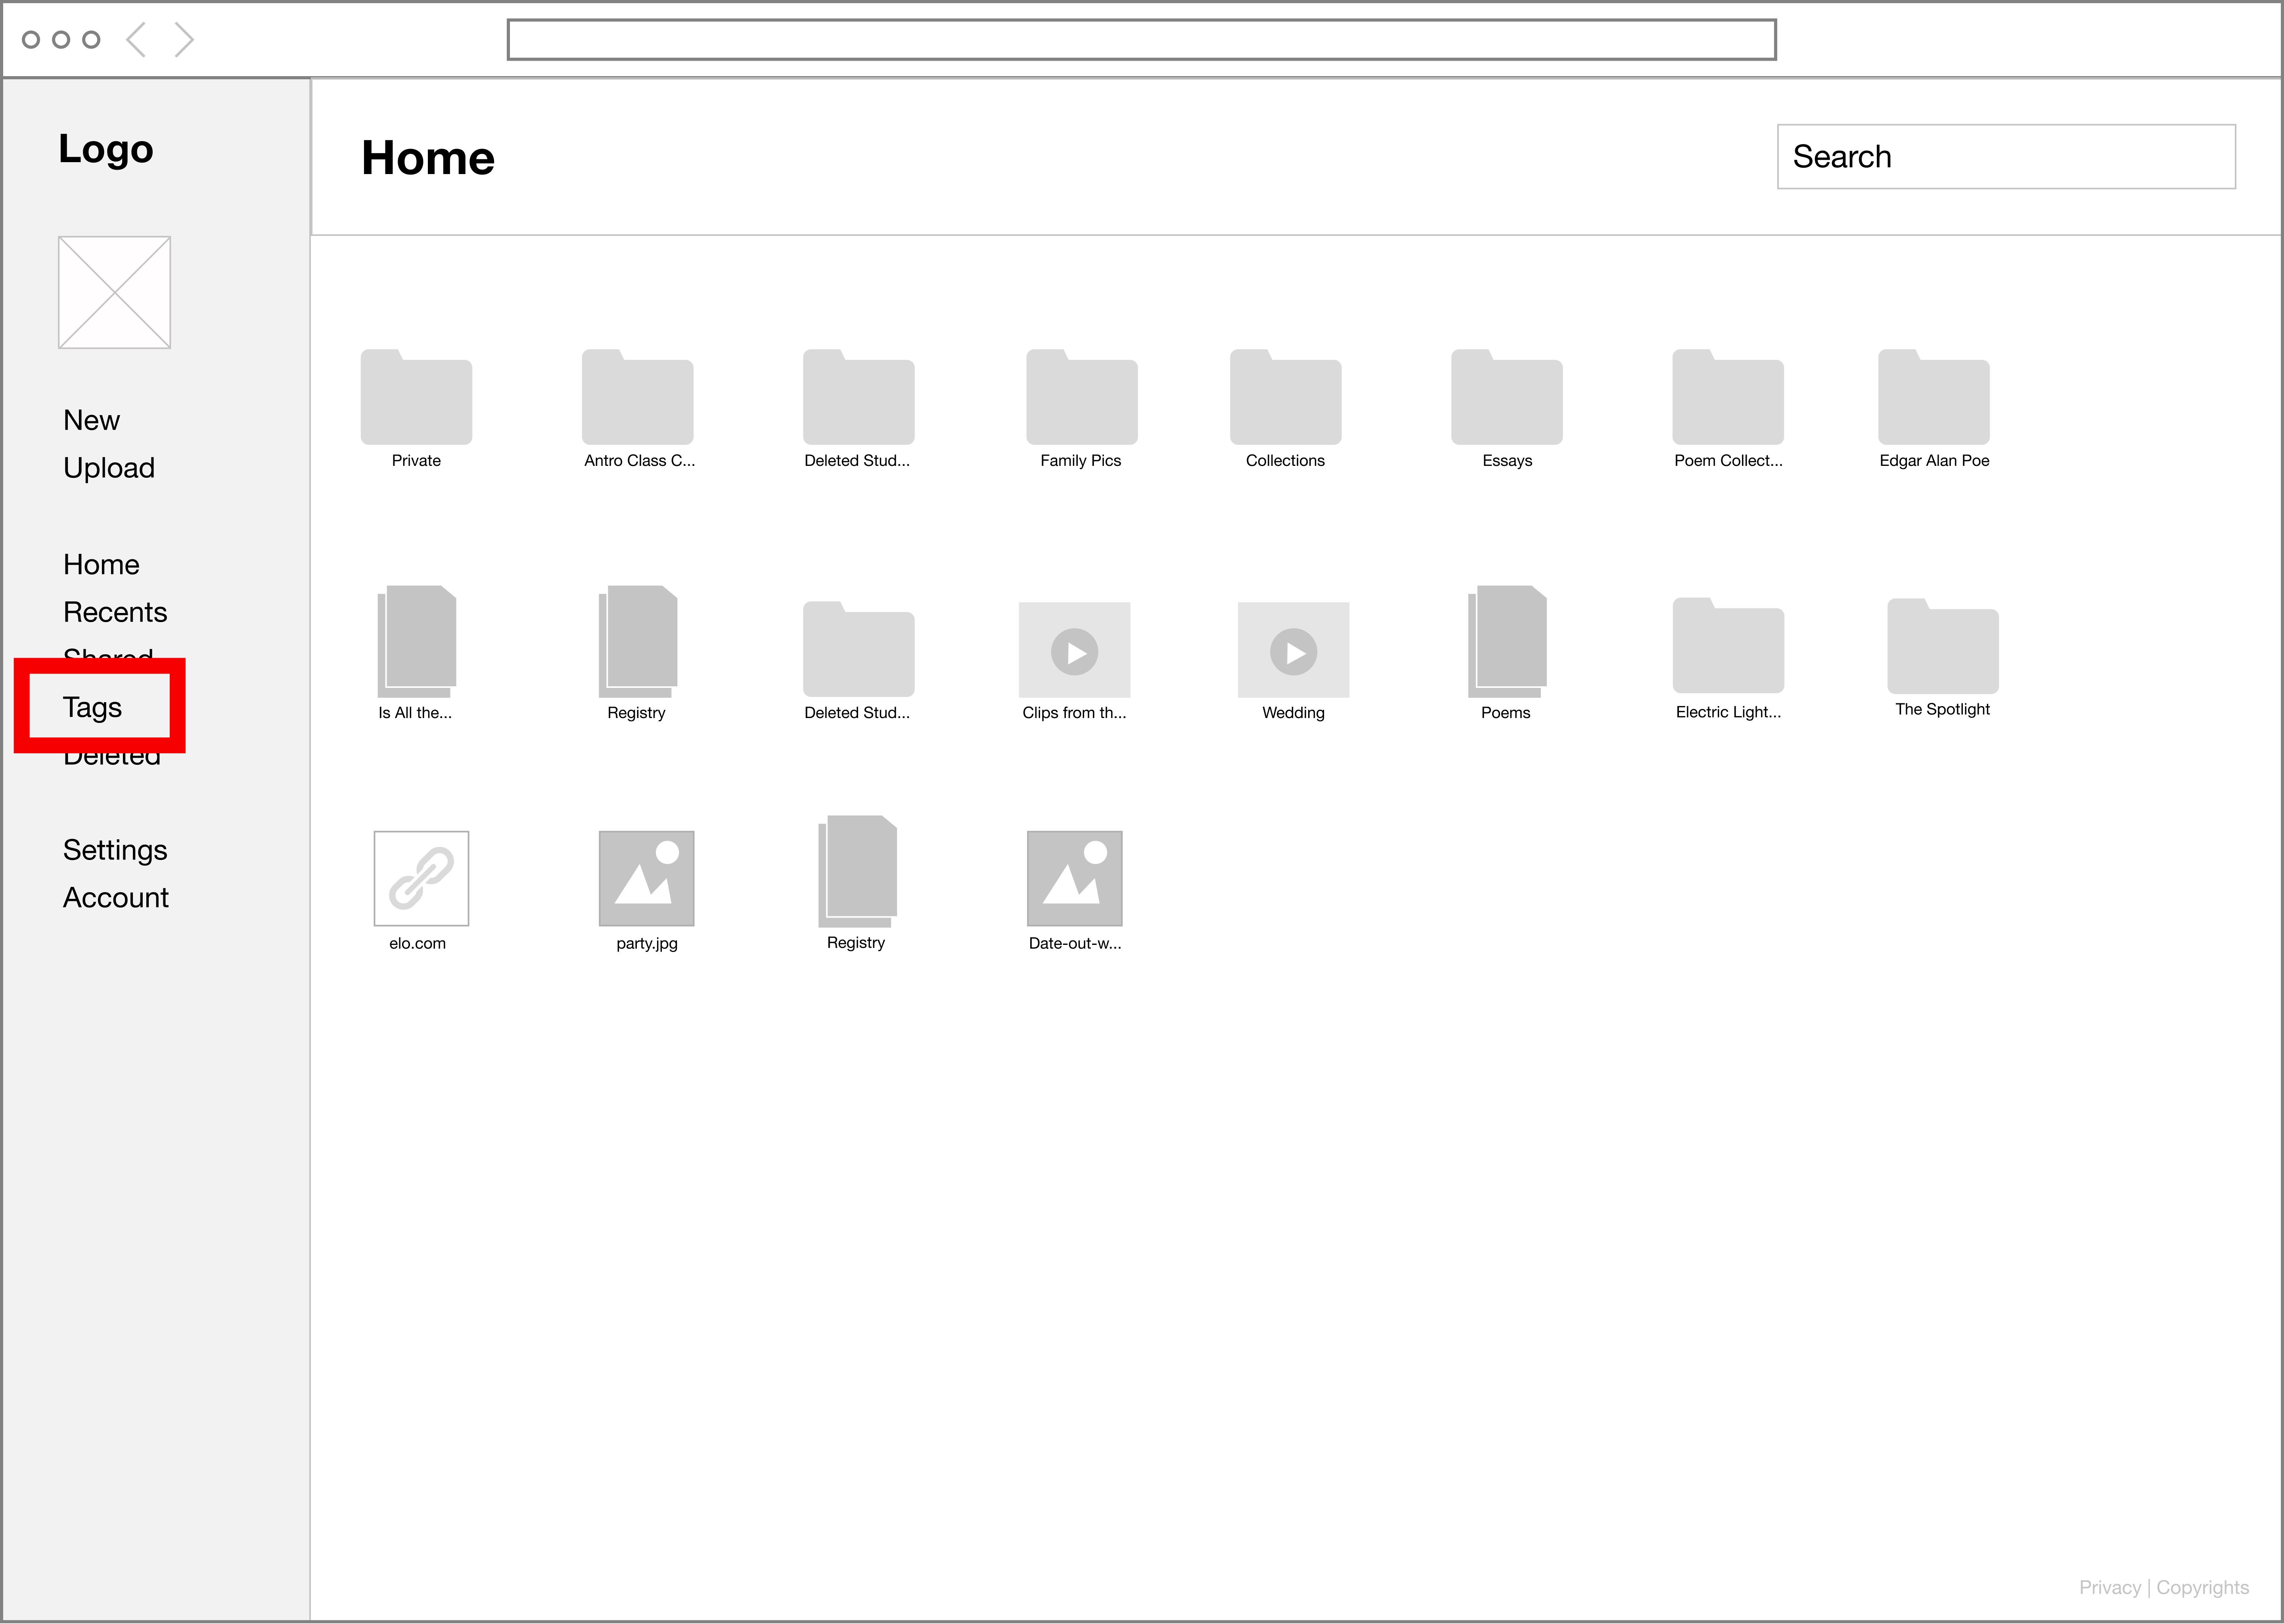 Logo
Home
Search
New
Upload
Home
Recents
Shared
Tags
Deleted
Settings
Account
Private
Antro Class C...
Deleted Stud...
Family Pics
Collections
Essays
Poem Collect...
Edgar Alan Poe
Is All the...
Registry
Deleted Stud...
Clips from th...
Wedding
Poems
Electric Light...
The Spotlight
elo.com
party.jpg
Registry
Date-out-w...
Privacy | Copyrights